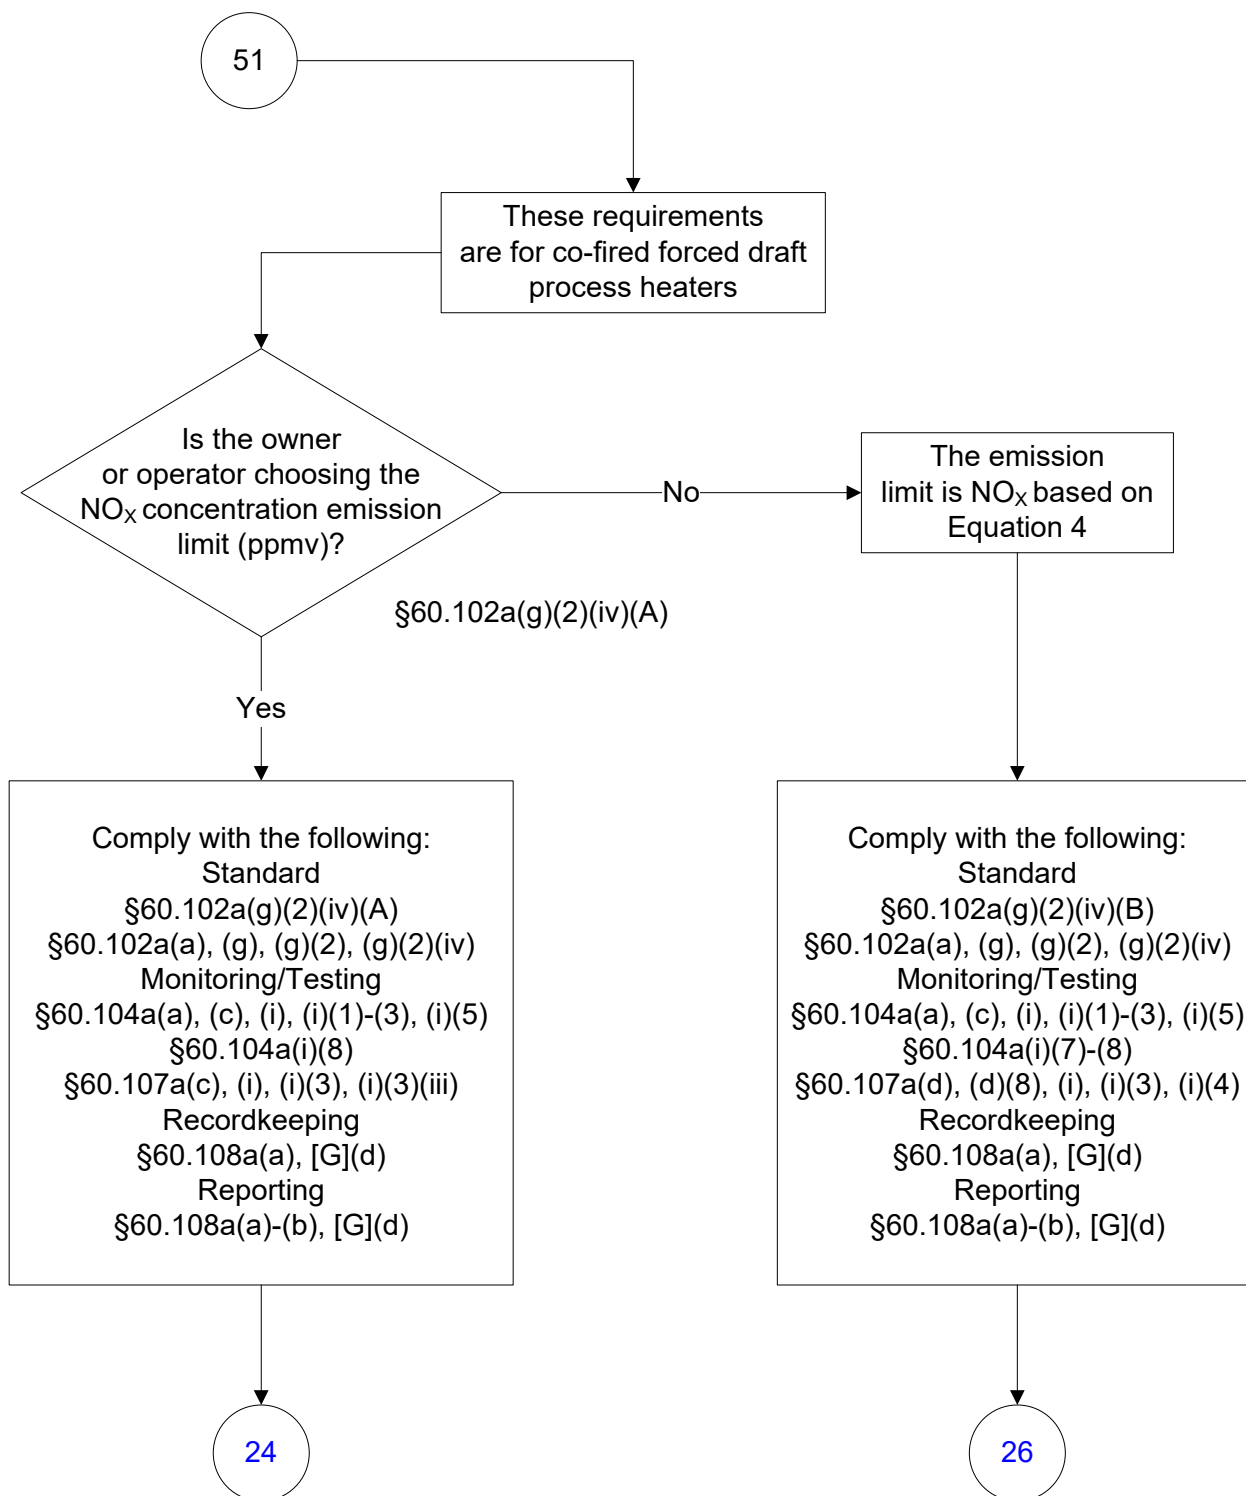 51
These requirements
are for co-fired forced draft
process heaters
Is the owner
or operator choosing the
NOX concentration emission
limit (ppmv)?
No
The emission
limit is NOX based on
Equation 4
§60.102a(g)(2)(iv)(A)
Yes
Comply with the following:
Standard
§60.102a(g)(2)(iv)(A)
§60.102a(a), (g), (g)(2), (g)(2)(iv)
Monitoring/Testing
§60.104a(a), (c), (i), (i)(1)-(3), (i)(5)
§60.104a(i)(8)
§60.107a(c), (i), (i)(3), (i)(3)(iii)
Recordkeeping
§60.108a(a), [G](d)
Reporting
§60.108a(a)-(b), [G](d)
Comply with the following:
Standard
§60.102a(g)(2)(iv)(B)
§60.102a(a), (g), (g)(2), (g)(2)(iv)
Monitoring/Testing
§60.104a(a), (c), (i), (i)(1)-(3), (i)(5)
§60.104a(i)(7)-(8)
§60.107a(d), (d)(8), (i), (i)(3), (i)(4)
Recordkeeping
§60.108a(a), [G](d)
Reporting
§60.108a(a)-(b), [G](d)
24
26